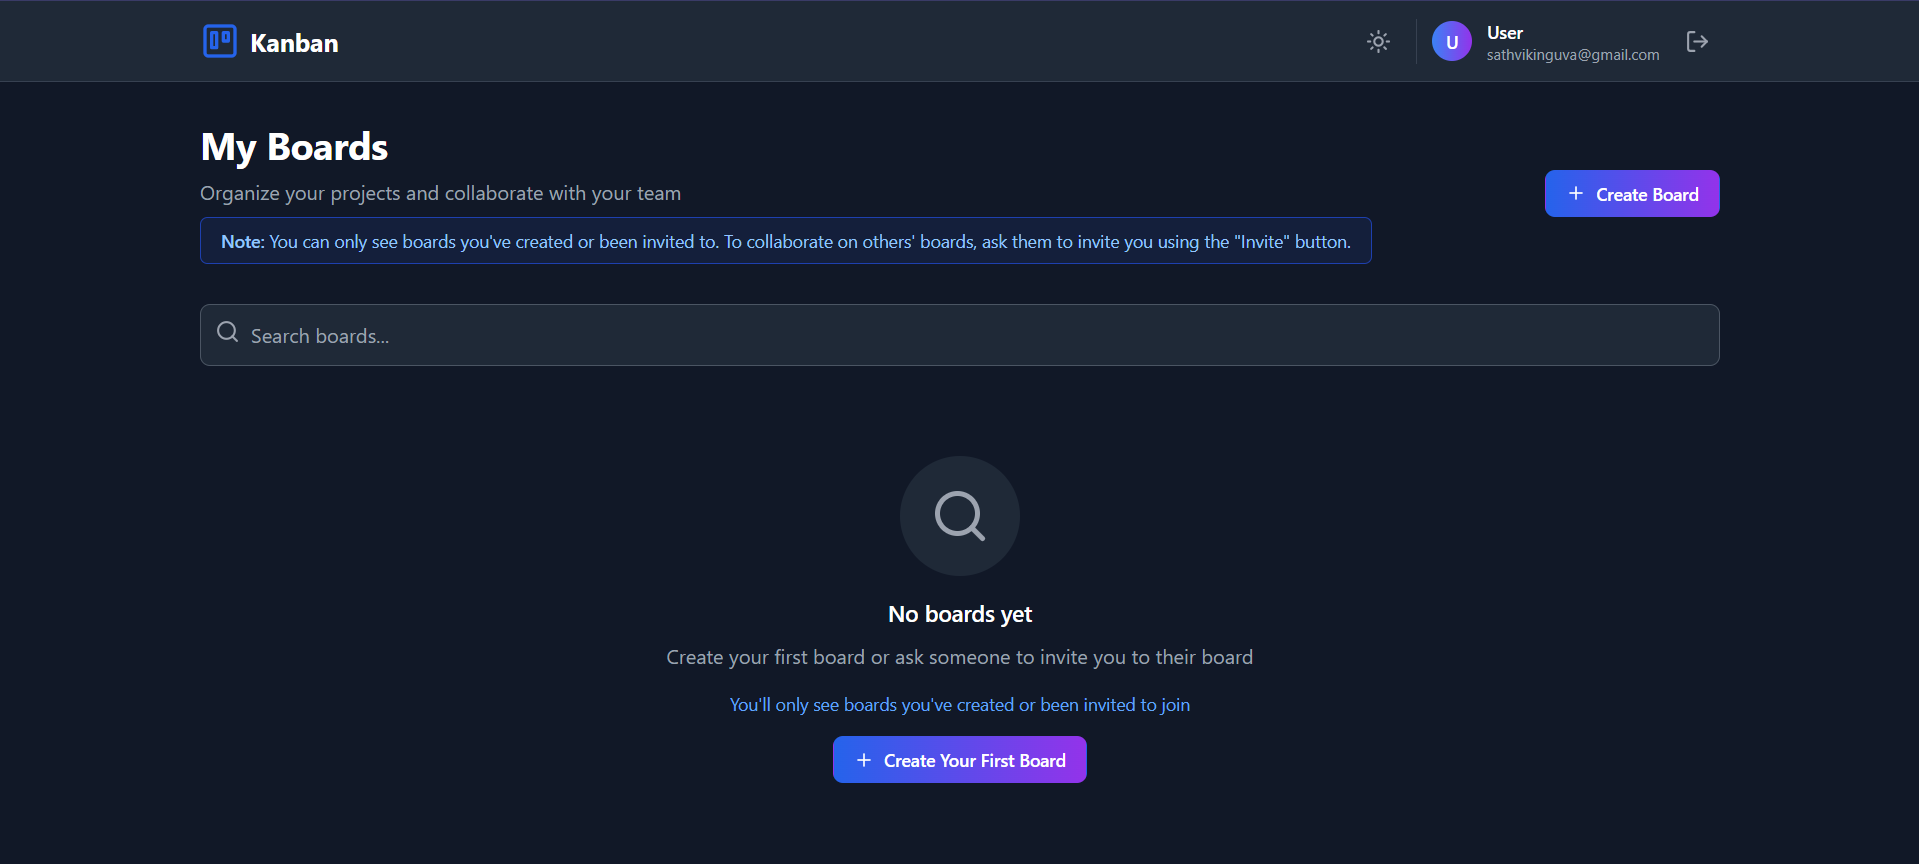 Kanban
U
User
sathvikinguva@gmail.com
My Boards
Organize your projects and collaborate with your team
Create Board
Note: You can only see boards you've created or been invited to. To collaborate on others' boards, ask them to invite you using the "Invite" button.
Search boards...
No boards yet
Create your first board or ask someone to invite you to their board
You'll only see boards you've created or been invited to join
Create Your First Board